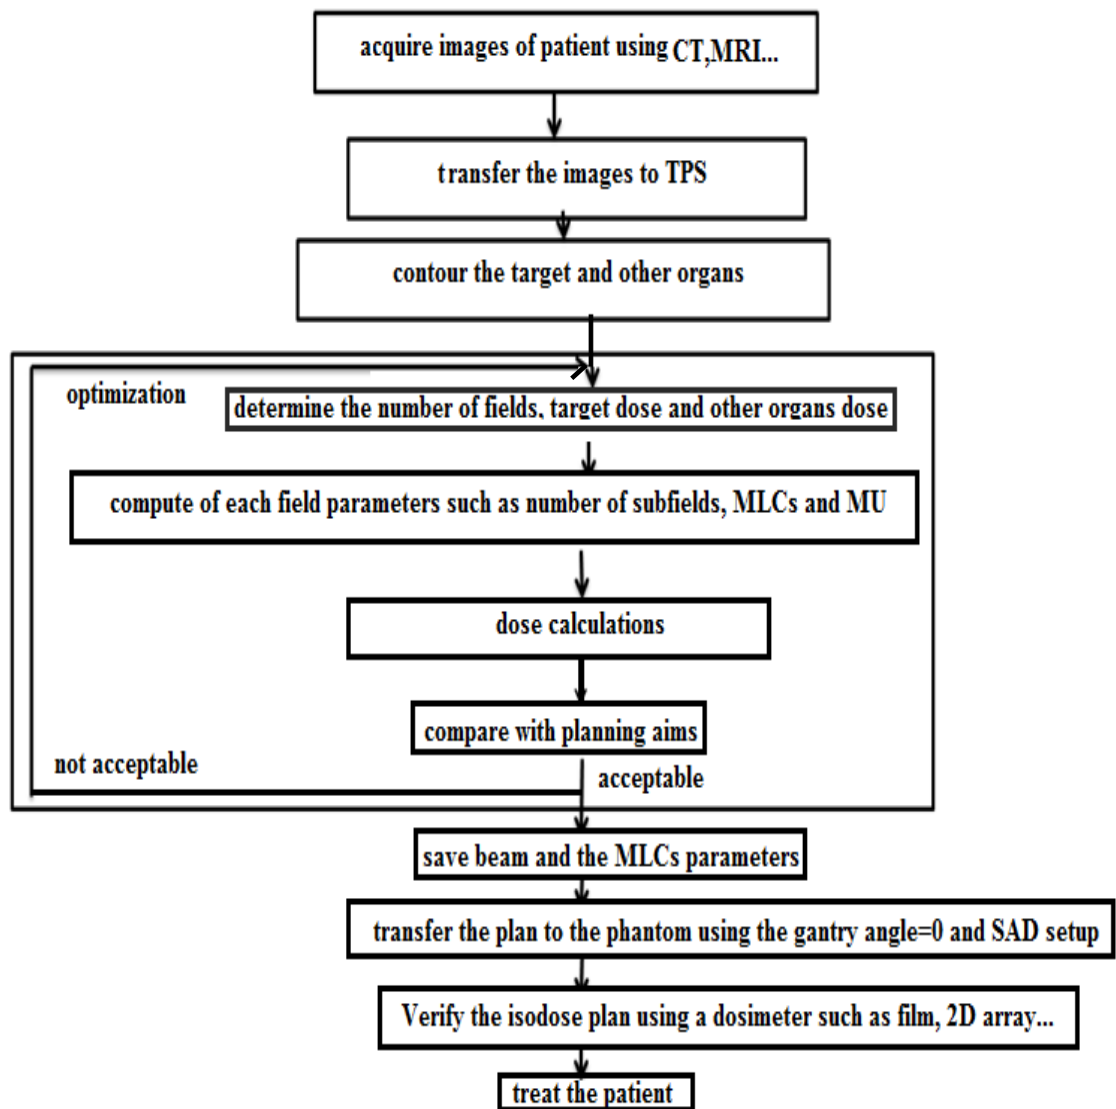 acquire images of patient using CT,MRI...
transfer the images to TPS
contour the target and other organs
optimization
determine the number of fields, target dose and other organs dose
compute of each field parameters such as number of subfields, MLCs and MU
dose calculations
compare with planning aims
not acceptable
acceptable
save beam and the MLCs parameters
transfer the plan to the phantom using the gantry angle=0 and SAD setup
Verify the isodose plan using a dosimeter such as film, 2D array...
treat the patient